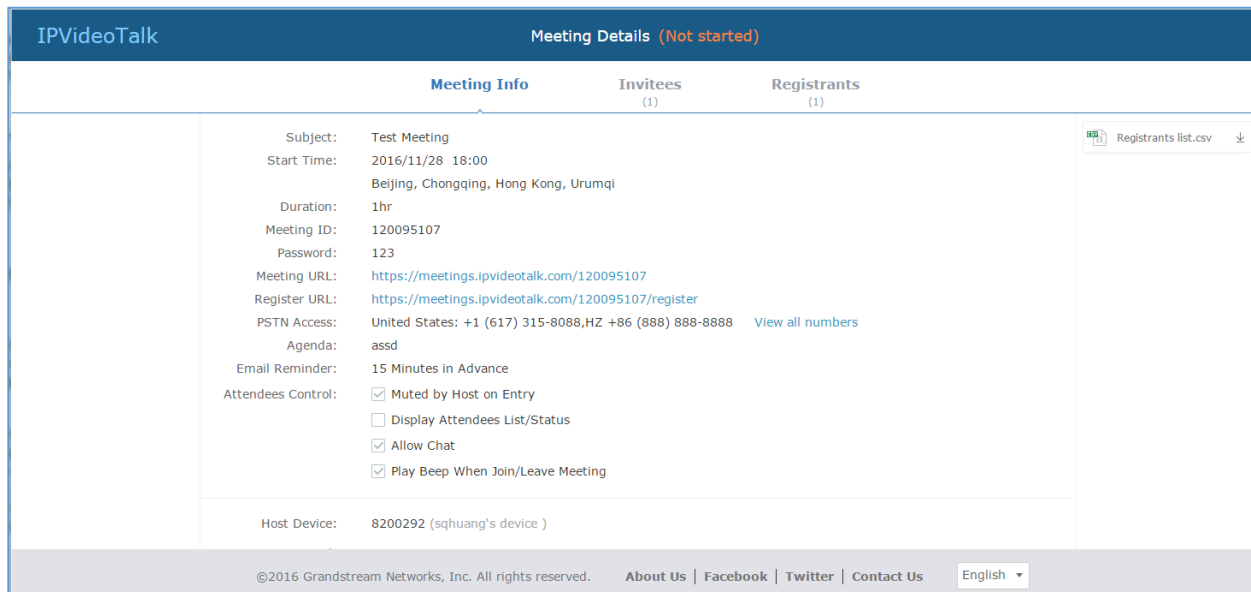 IPVideoTalk
Meeting Details (Not started)
Meeting Info Invitees Registrants
(1) (1)
Registrants list.csv
Subject: Test Meeting
Start Time: 2016/11/28 18:00
Beijing, Chongqing, Hong Kong, Urumqi
Duration: 1hr
Meeting ID: 120095107
Password: 123
Meeting URL: https://meetings.ipvideotalk.com/120095107
Register URL: https://meetings.ipvideotalk.com/120095107/register
PSTN Access: United States: +1 (617) 315-8088,HZ +86 (888) 888-8888 View all numbers
Agenda: assd
Email Reminder: 15 Minutes in Advance
Attendees Control: Muted by Host on Entry
Display Attendees List/Status
Allow Chat
Play Beep When Join/Leave Meeting
Host Device: 8200292 (sqhuang's device )
©2016 Grandstream Networks, Inc. All rights reserved. About Us | Facebook | Twitter | Contact Us English